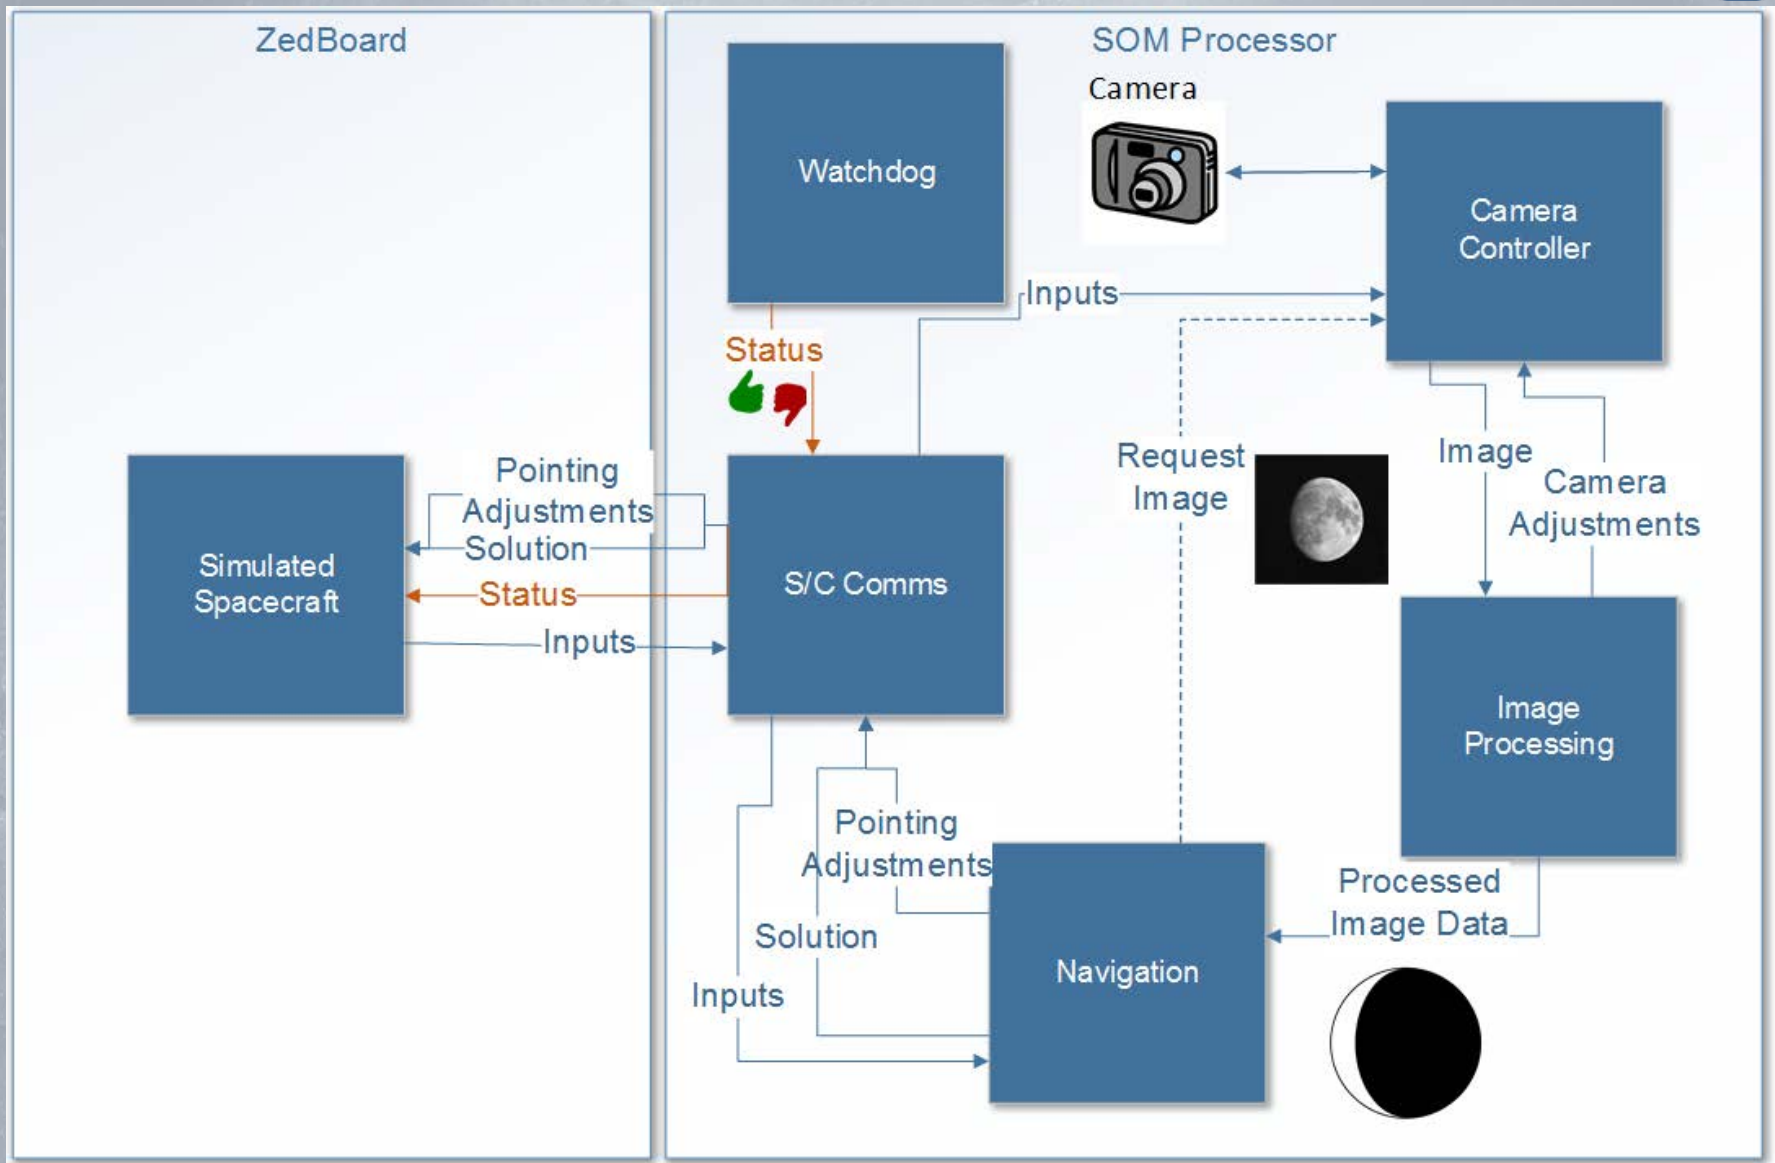 ZedBoard
SOM Processor
Camera
Watchdog
Camera
Controller
Inputs
Status
Request
Image
Image
Camera
Adjustments
Pointing
Adjustments
Solution
Status
Inputs
Simulated
Spacecraft
S/C Comms
Image
Processing
Pointing
Adjustments
Solution
Inputs
Navigation
Processed
Image Data